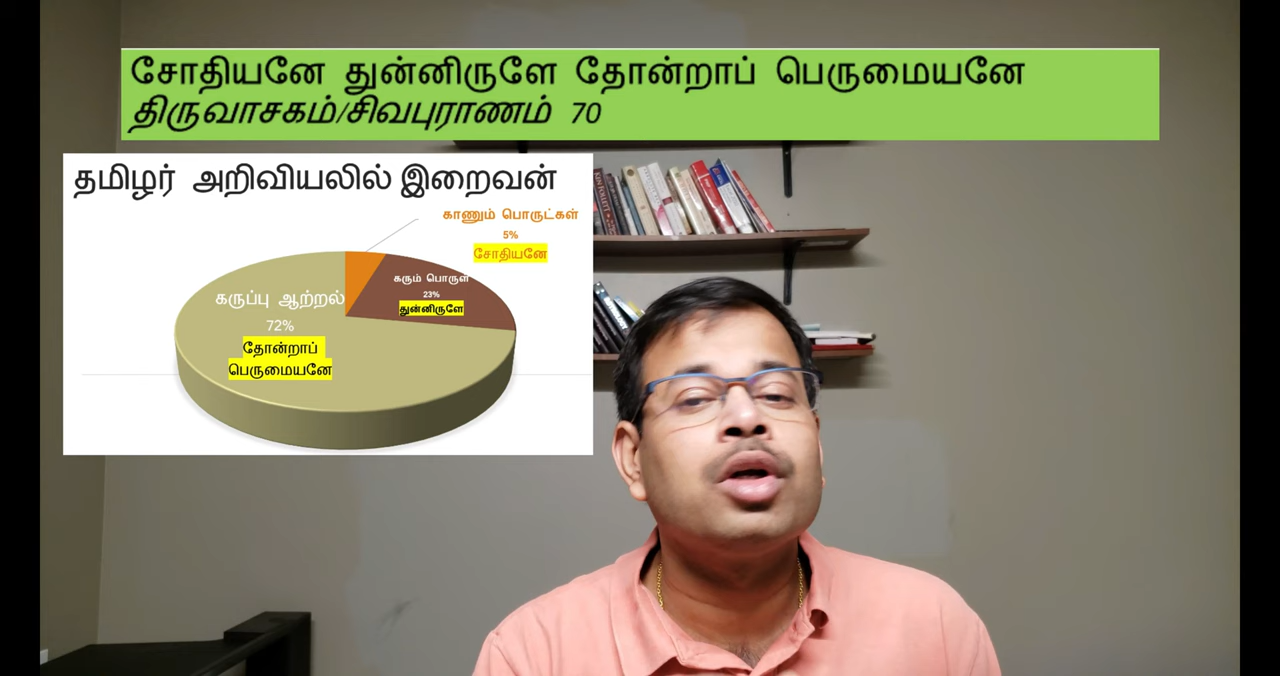 சோதியனே துன்னிருளே தோன்றாப் பெருமையனே
திருவாசகம்/சிவபுராணம் 70
தமிழர் அறிவியலில் இறைவன்
காணும் பொருட்கள்
5%
சோதியனே
கரும் பொருள்
23%
துன்னிருளே
கருப்பு ஆற்றல்
72%
தோன்றாப்
பெருமையனே